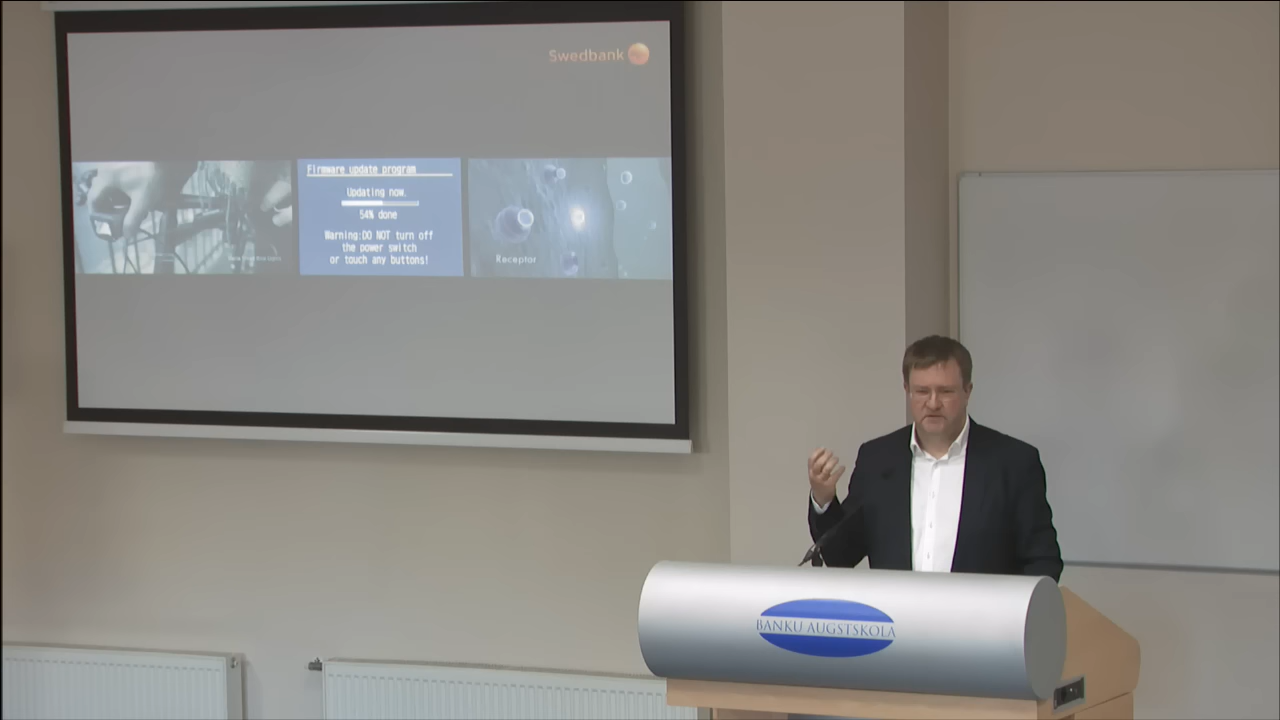 Swedbank
Firmware update program
Updating now.
54% done
Warning:DO NOT turn off
the power switch
or touch any buttons!
Receptor
BANKU AUGSTSKOLA